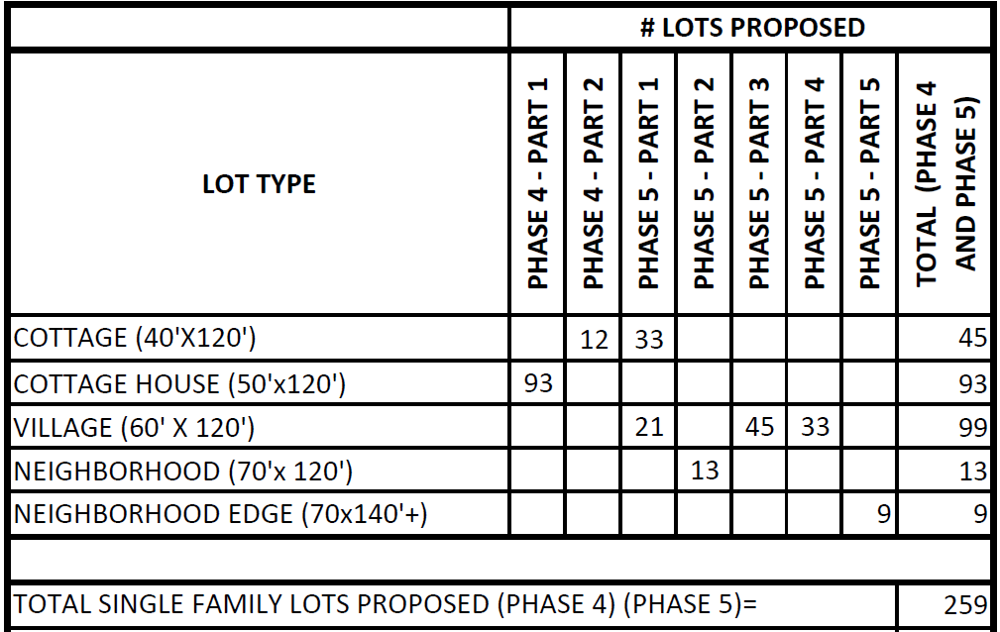 # LOTS PROPOSED
LOT TYPE
PHASE 4 - PART 1
PHASE 4 - PART 2
PHASE 5 - PART 1
PHASE 5 - PART 2
PHASE 5 - PART 3
PHASE 5 - PART 4
PHASE 5 - PART 5
TOTAL (PHASE 4
AND PHASE 5)
COTTAGE (40'X120') 12 33 45
COTTAGE HOUSE (50'x120') 93 93
VILLAGE (60' X 120') 21 45 33 99
NEIGHBORHOOD (70'x 120') 13 13
NEIGHBORHOOD EDGE (70x140'+) 9 9
TOTAL SINGLE FAMILY LOTS PROPOSED (PHASE 4) (PHASE 5)= 259